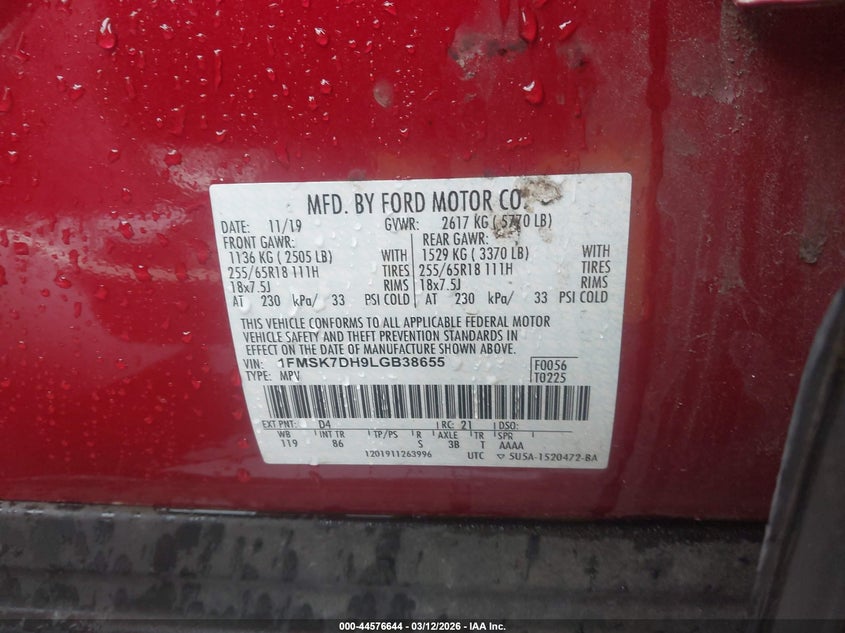 MFD. BY FORD MOTOR CO.
DATE: 11/19 GVWR: 2617 KG ( 5770 LB)
FRONT GAWR: REAR GAWR:
1136 KG ( 2505 LB) WITH 1529 KG ( 3370 LB) WITH
255/65R18 111H TIRES 255/65R18 111H TIRES
18x7.5J RIMS 18x7.5J RIMS
AT 230 kPa/ 33 PSI COLD AT 230 kPa/ 33 PSI COLD
THIS VEHICLE CONFORMS TO ALL APPLICABLE FEDERAL MOTOR
VEHICLE SAFETY AND THEFT PREVENTION STANDARDS IN
EFFECT ON THE DATE OF MANUFACTURE SHOWN ABOVE.
VIN: 1FMSK7DH9LGB38655 F0056
TYPE: MPV T0225
EXT PNT: D4 RC: 21 DSO:
WB INT TR TP/PS R AXLE TR SPR
119 86 S 3B T AAAA
1201911263996 UTC ▽ 5U5A-1520472-BA
000-44576644 / 03/12/2026 - IAA Inc.